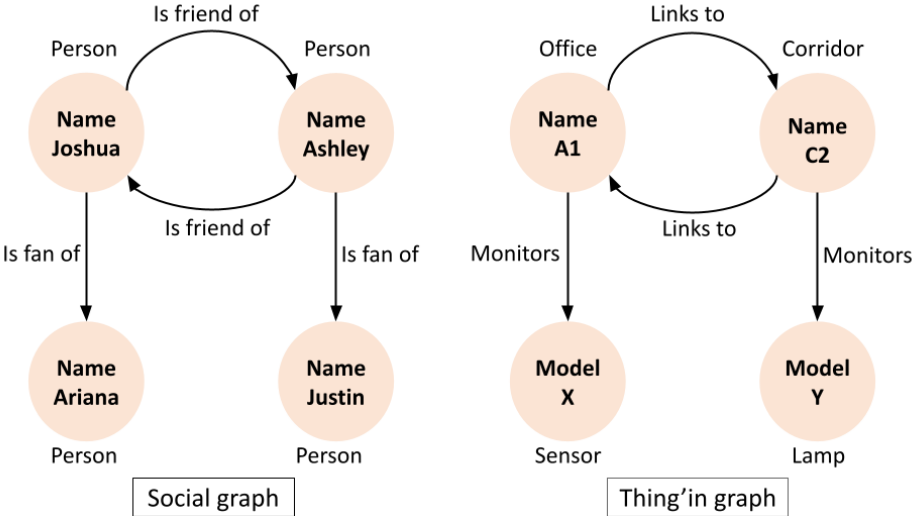 Is friend of
Links to
Person
Person
Office
Corridor
Name
Joshua
Name
Ashley
Name
A1
Name
C2
Is friend of
Links to
Is fan of
Is fan of
Monitors
Monitors
Name
Ariana
Name
Justin
Model
X
Model
Y
Person
Person
Sensor
Lamp
Social graph
Thing’in graph